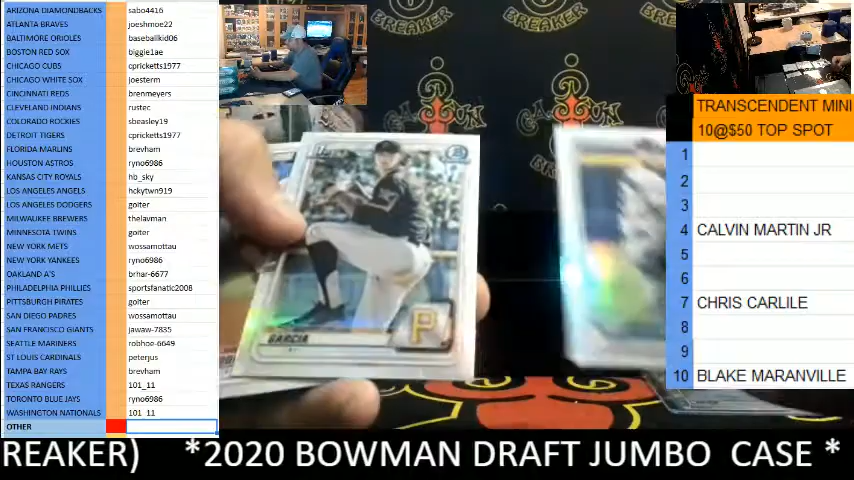 ARIZONA DIAMONDBACKS sabo4416
ATLANTA BRAVES joeshmoe22
BALTIMORE ORIOLES baseballkid06
BOSTON RED SOX biggie1ae
CHICAGO CUBS cpricketts1977
CHICAGO WHITE SOX joesterm
CINCINNATI REDS brenmeyers
CLEVELAND INDIANS rustec
COLORADO ROCKIES sbeasley19
DETROIT TIGERS cpricketts1977
FLORIDA MARLINS brevham
HOUSTON ASTROS ryno6986
KANSAS CITY ROYALS hb_sky
LOS ANGELES ANGELS hckytwn919
LOS ANGELES DODGERS golter
MILWAUKEE BREWERS thelavman
MINNESOTA TWINS golter
NEW YORK METS wossamottau
NEW YORK YANKEES ryno6986
OAKLAND A'S brhar-6677
PHILADELPHIA PHILLIES sportsfanatic2008
PITTSBURGH PIRATES golter
SAN DIEGO PADRES wossamottau
SAN FRANCISCO GIANTS jawaw-7835
SEATTLE MARINERS robhoe-6649
ST LOUIS CARDINALS peterjus
TAMPA BAY RAYS brevham
TEXAS RANGERS 101_11
TORONTO BLUE JAYS ryno6986
WASHINGTON NATIONALS 101_11
OTHER
BREAKER
BREAKER
GARCIA
P
TRANSCENDENT MINI
10@$50 TOP SPOT
1
2
3
4 CALVIN MARTIN JR
5
6
7 CHRIS CARLILE
8
9
10 BLAKE MARANVILLE
REAKER) *2020 BOWMAN DRAFT JUMBO CASE *